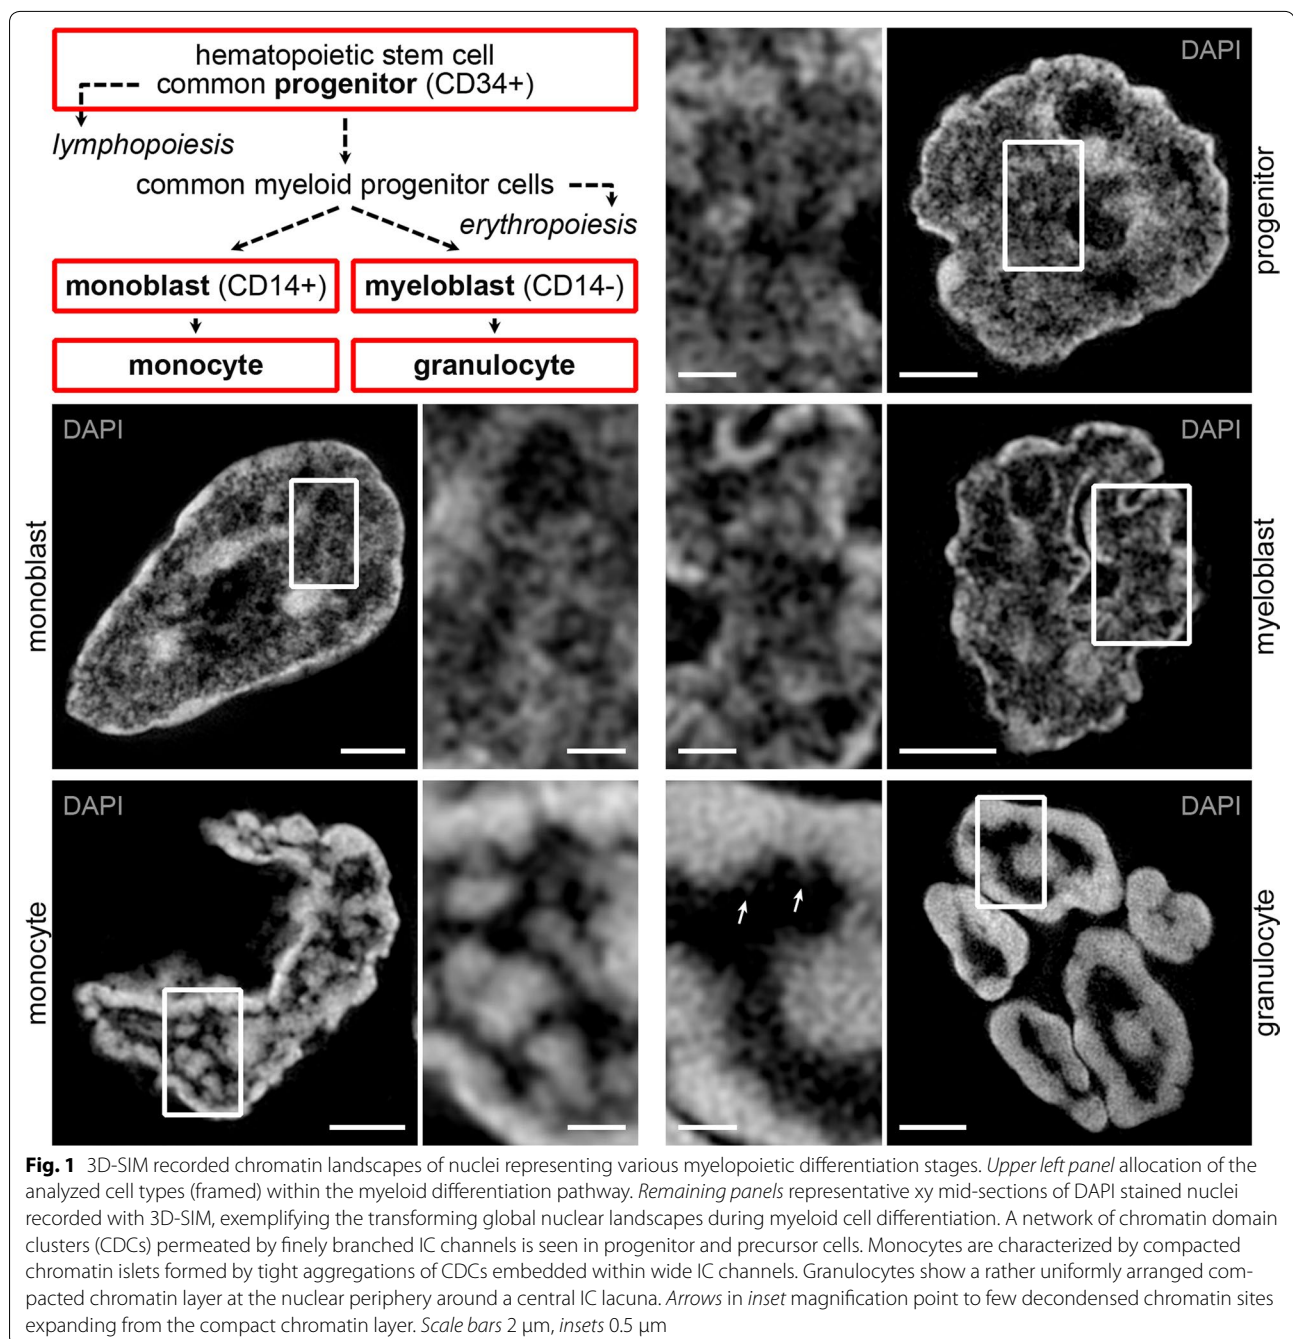 hematopoietic stem cell
common progenitor (CD34+)
lymphopoiesis
common myeloid progenitor cells
erythropoiesis
monoblast (CD14+)
myeloblast (CD14-)
monocyte
granulocyte
DAPI
progenitor
monoblast
DAPI
DAPI
myeloblast
monocyte
DAPI
DAPI
granulocyte
Fig. 1 3D-SIM recorded chromatin landscapes of nuclei representing various myelopoietic differentiation stages. Upper left panel allocation of the
analyzed cell types (framed) within the myeloid differentiation pathway. Remaining panels representative xy mid-sections of DAPI stained nuclei
recorded with 3D-SIM, exemplifying the transforming global nuclear landscapes during myeloid cell differentiation. A network of chromatin domain
clusters (CDCs) permeated by finely branched IC channels is seen in progenitor and precursor cells. Monocytes are characterized by compacted
chromatin islets formed by tight aggregations of CDCs embedded within wide IC channels. Granulocytes show a rather uniformly arranged com-
pacted chromatin layer at the nuclear periphery around a central IC lacuna. Arrows in inset magnification point to few decondensed chromatin sites
expanding from the compact chromatin layer. Scale bars 2 μm, insets 0.5 μm